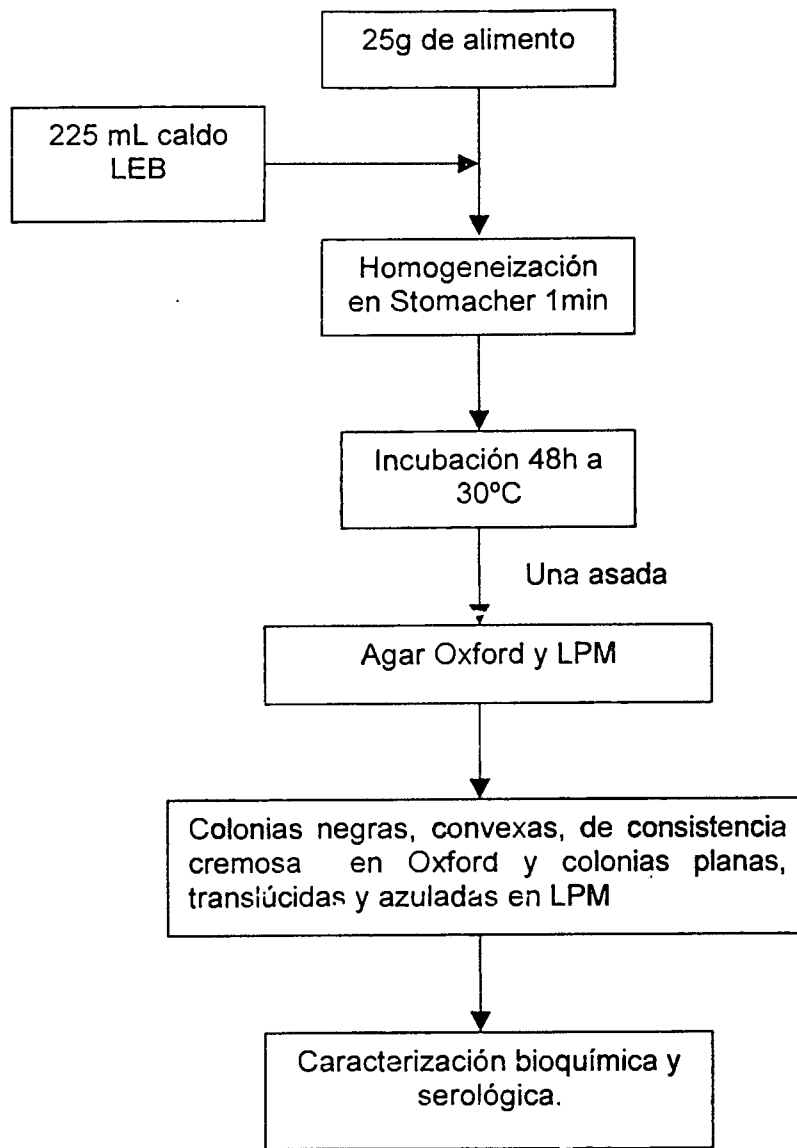 25g de alimento
225 mL caldo
LEB
Homogeneización
en Stomacher 1min
Incubación 48h a
30ºC
Una asada
Agar Oxford y LPM
Colonias negras, convexas, de consistencia
cremosa en Oxford y colonias planas,
translúcidas y azuladas en LPM
Caracterización bioquímica y
serológica.